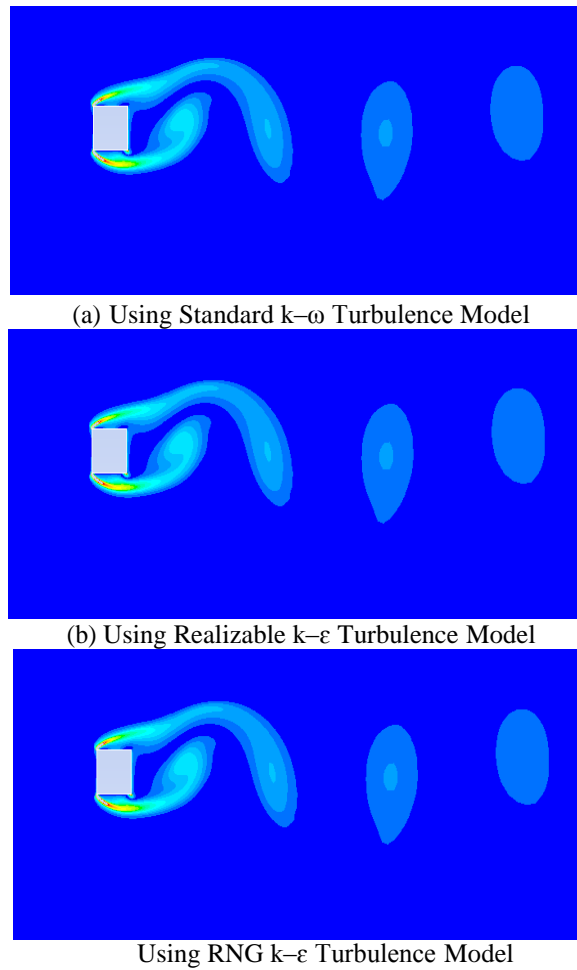 (a) Using Standard k–ω Turbulence Model
(b) Using Realizable k–ε Turbulence Model
Using RNG k–ε Turbulence Model